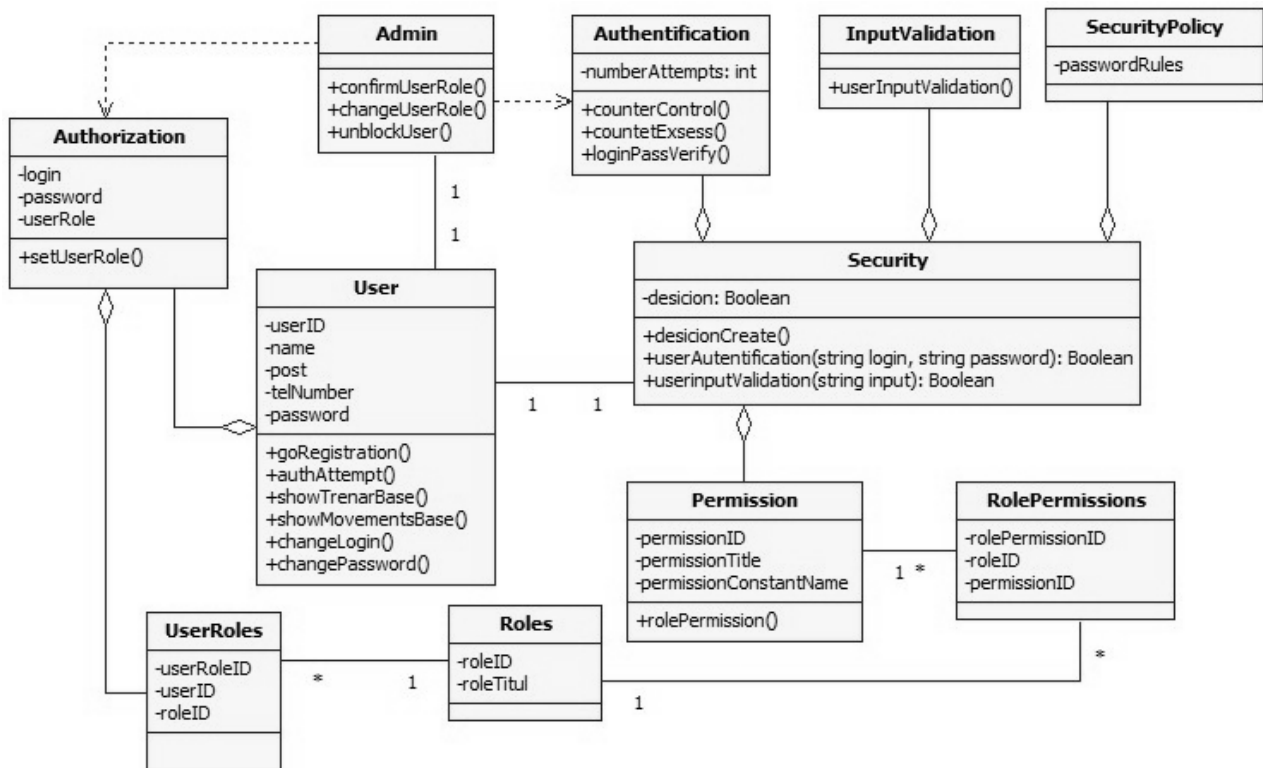 Admin
+confirmUserRole()
+changeUserRole()
+unblockUser()
Authentification
-numberAttempts: int
+counterControl()
+countetExsess()
+loginPassVerify()
InputValidation
+userInputValidation()
SecurityPolicy
-passwordRules
Authorization
-login
-password
-userRole
+setUserRole()
1
1
User
-userID
-name
-post
-telNumber
-password
+goRegistration()
+authAttempt()
+showTrenarBase()
+showMovementsBase()
+changeLogin()
+changePassword()
1 1
Security
-desicion: Boolean
+desicionCreate()
+userAutentification(string login, string password): Boolean
+userinputValidation(string input): Boolean
Permission
-permissionID
-permissionTitle
-permissionConstantName
+rolePermission()
1 *
RolePermissions
-rolePermissionID
-roleID
-permissionID
UserRoles
-userRoleID
-userID
-roleID
* 1
Roles
-roleID
-roleTitul
1
*